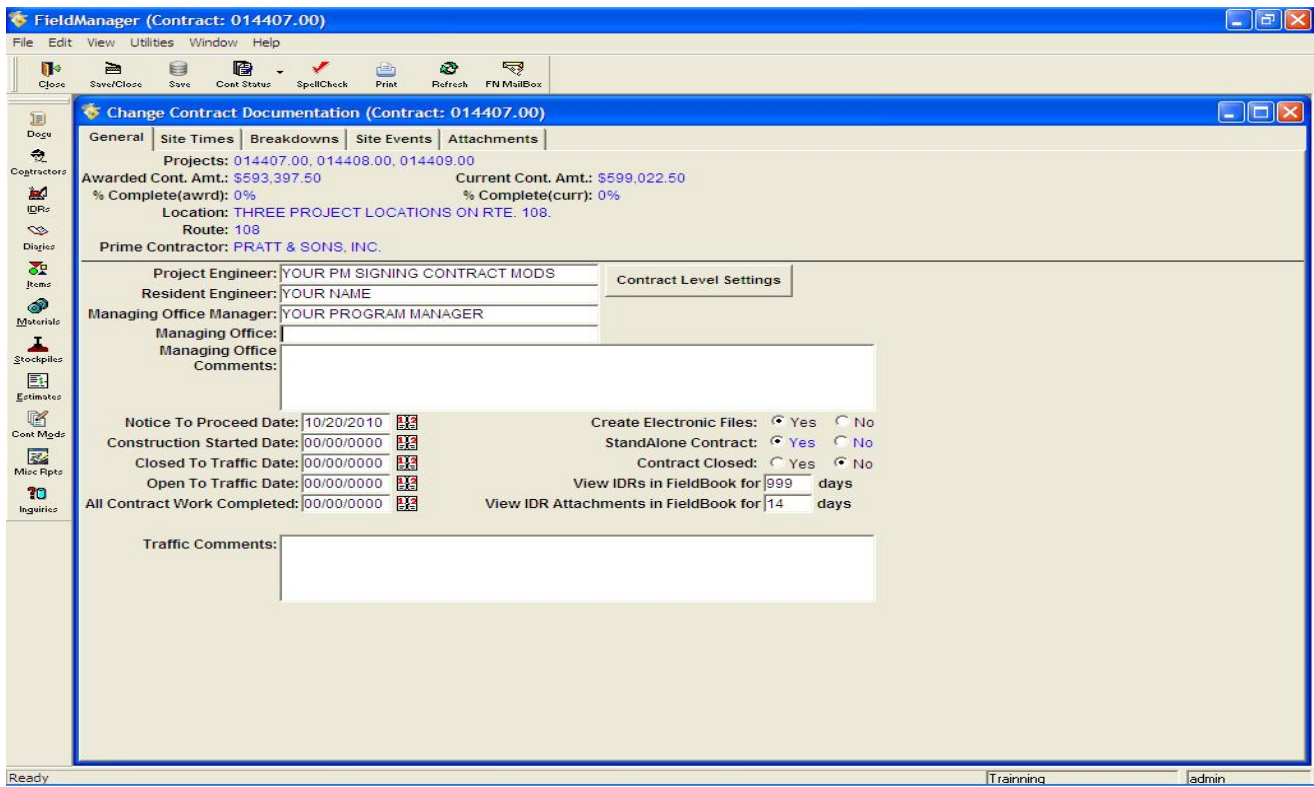 FieldManager (Contract: 014407.00)
File Edit View Utilities Window Help
Close Save/Close Save Cont Status SpellCheck Print Refresh FN MailBox
Change Contract Documentation (Contract: 014407.00)
General Site Times Breakdowns Site Events Attachments
Projects: 014407.00, 014408.00, 014409.00
Awarded Cont. Amt.: $593,397.50 Current Cont. Amt.: $599,022.50
% Complete(awrd): 0% % Complete(curr): 0%
Location: THREE PROJECT LOCATIONS ON RTE. 108.
Route: 108
Prime Contractor: PRATT & SONS, INC.
Project Engineer: YOUR PM SIGNING CONTRACT MODS Contract Level Settings
Resident Engineer: YOUR NAME
Managing Office Manager: YOUR PROGRAM MANAGER
Managing Office:
Managing Office
Comments:
Notice To Proceed Date: 10/20/2010 Create Electronic Files: Yes No
Construction Started Date: 00/00/0000 StandAlone Contract: Yes No
Closed To Traffic Date: 00/00/0000 Contract Closed: Yes No
Open To Traffic Date: 00/00/0000 View IDRs in FieldBook for 999 days
All Contract Work Completed: 00/00/0000 View IDR Attachments in FieldBook for 14 days
Traffic Comments:
Docu
Contractors
IDRs
Diaries
Items
Materials
Stockpiles
Estimates
Cont Mods
Misc Rpts
Inquiries
Ready Trainning admin